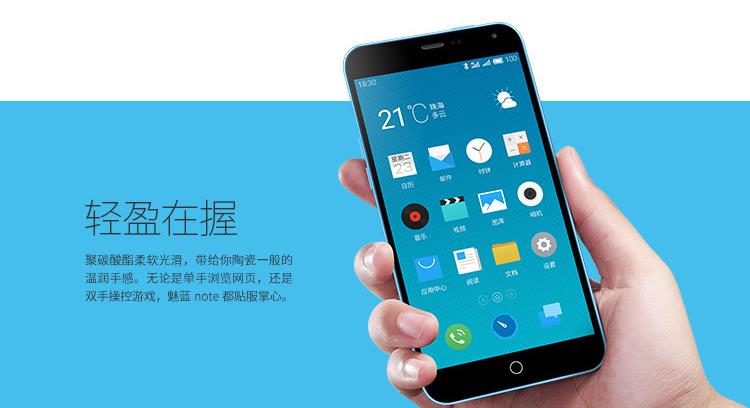 18:30
100
21℃
珠海
多云
星期二
23
日历
邮件
时钟
计算器
音乐
视频
图库
相机
应用中心
阅读
文档
设置
轻盈在握
聚碳酸酯柔软光滑，带给你陶瓷一般的
温润手感。无论是单手浏览网页，还是
双手操控游戏，魅蓝 note 都贴服掌心。